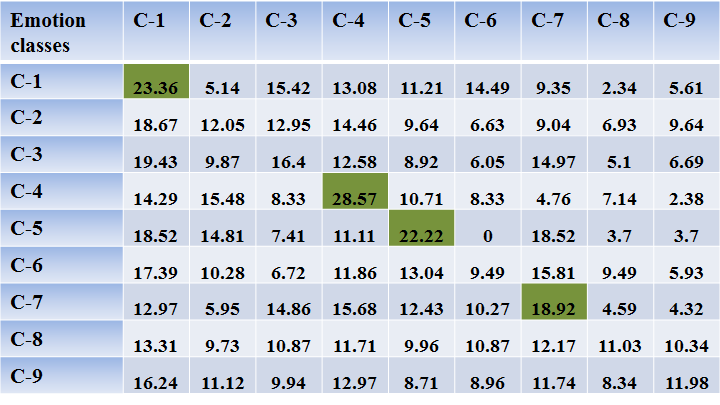 Emotion classes C-1 C-2 C-3 C-4 C-5 C-6 C-7 C-8 C-9
C-1 23.36 5.14 15.42 13.08 11.21 14.49 9.35 2.34 5.61
C-2 18.67 12.05 12.95 14.46 9.64 6.63 9.04 6.93 9.64
C-3 19.43 9.87 16.4 12.58 8.92 6.05 14.97 5.1 6.69
C-4 14.29 15.48 8.33 28.57 10.71 8.33 4.76 7.14 2.38
C-5 18.52 14.81 7.41 11.11 22.22 0 18.52 3.7 3.7
C-6 17.39 10.28 6.72 11.86 13.04 9.49 15.81 9.49 5.93
C-7 12.97 5.95 14.86 15.68 12.43 10.27 18.92 4.59 4.32
C-8 13.31 9.73 10.87 11.71 9.96 10.87 12.17 11.03 10.34
C-9 16.24 11.12 9.94 12.97 8.71 8.96 11.74 8.34 11.98